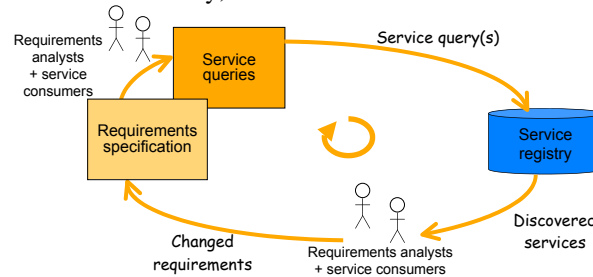 Requirements
analysts
+ service
consumers
Service
queries
Service query(s)
Requirements
specification
Service
registry
Discovered
services
Changed
requirements
Requirements analysts
+ service consumers